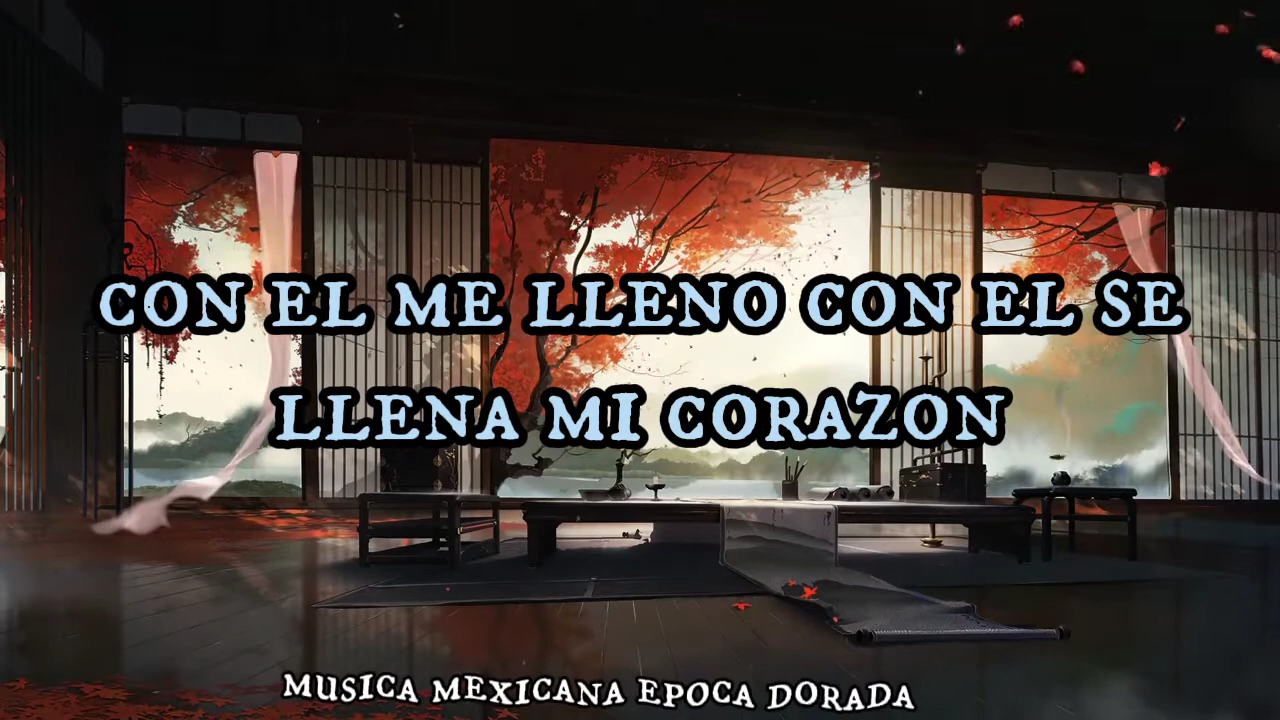 CON EL ME LLENO CON EL SE
LLENA MI CORAZON
MUSICA MEXICANA EPOCA DORADA